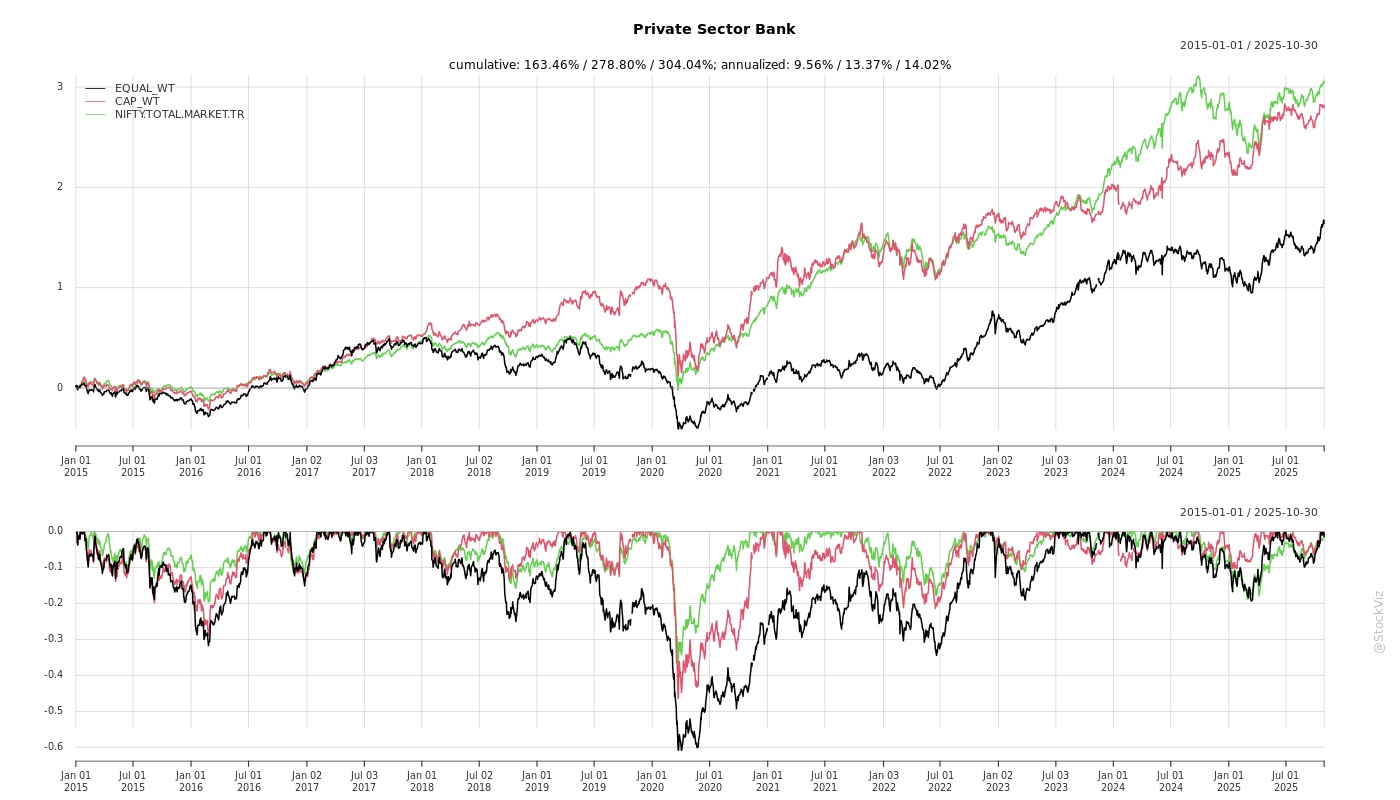 Private Sector Bank
2015-01-01 / 2025-10-30
cumulative: 163.46% / 278.80% / 304.04%; annualized: 9.56% / 13.37% / 14.02%
EQUAL_WT
CAP_WT
NIFTY.TOTAL.MARKET.TR
3
2
1
0
Jan 01 Jul 01 Jan 01 Jul 01 Jan 02 Jul 03 Jan 01 Jul 02 Jan 01 Jul 01 Jan 01 Jul 01 Jan 01 Jul 01 Jan 03 Jul 01 Jan 02 Jul 03 Jan 01 Jul 01 Jan 01 Jul 01
2015 2015 2016 2016 2017 2017 2018 2018 2019 2019 2020 2020 2021 2021 2022 2022 2023 2023 2024 2024 2025 2025
2015-01-01 / 2025-10-30
0.0
-0.1
-0.2
-0.3
-0.4
-0.5
-0.6
Jan 01 Jul 01 Jan 01 Jul 01 Jan 02 Jul 03 Jan 01 Jul 02 Jan 01 Jul 01 Jan 01 Jul 01 Jan 01 Jul 01 Jan 03 Jul 01 Jan 02 Jul 03 Jan 01 Jul 01 Jan 01 Jul 01
2015 2015 2016 2016 2017 2017 2018 2018 2019 2019 2020 2020 2021 2021 2022 2022 2023 2023 2024 2024 2025 2025
@StockViz